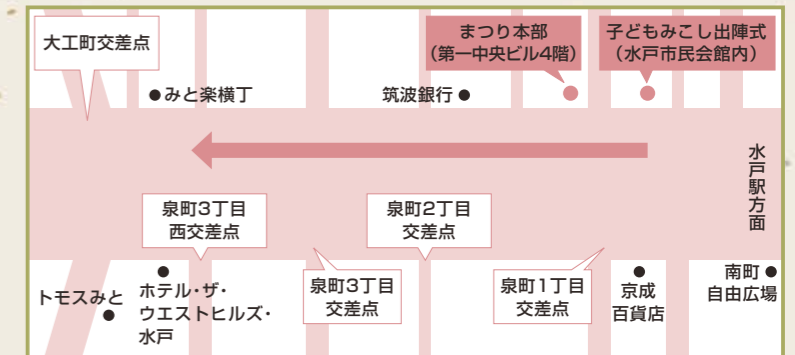 大工町交差点
まつり本部
（第一中央ビル4階）
子どもみこし出陣式
（水戸市民会館内）
●みと楽横丁
筑波銀行●
水戸駅方面
泉町3丁目
西交差点
泉町2丁目
交差点
泉町3丁目
交差点
泉町1丁目
交差点
トモスみと
ホテル・ザ・
ウエストヒルズ・
水戸
京成
百貨店
南町
自由広場